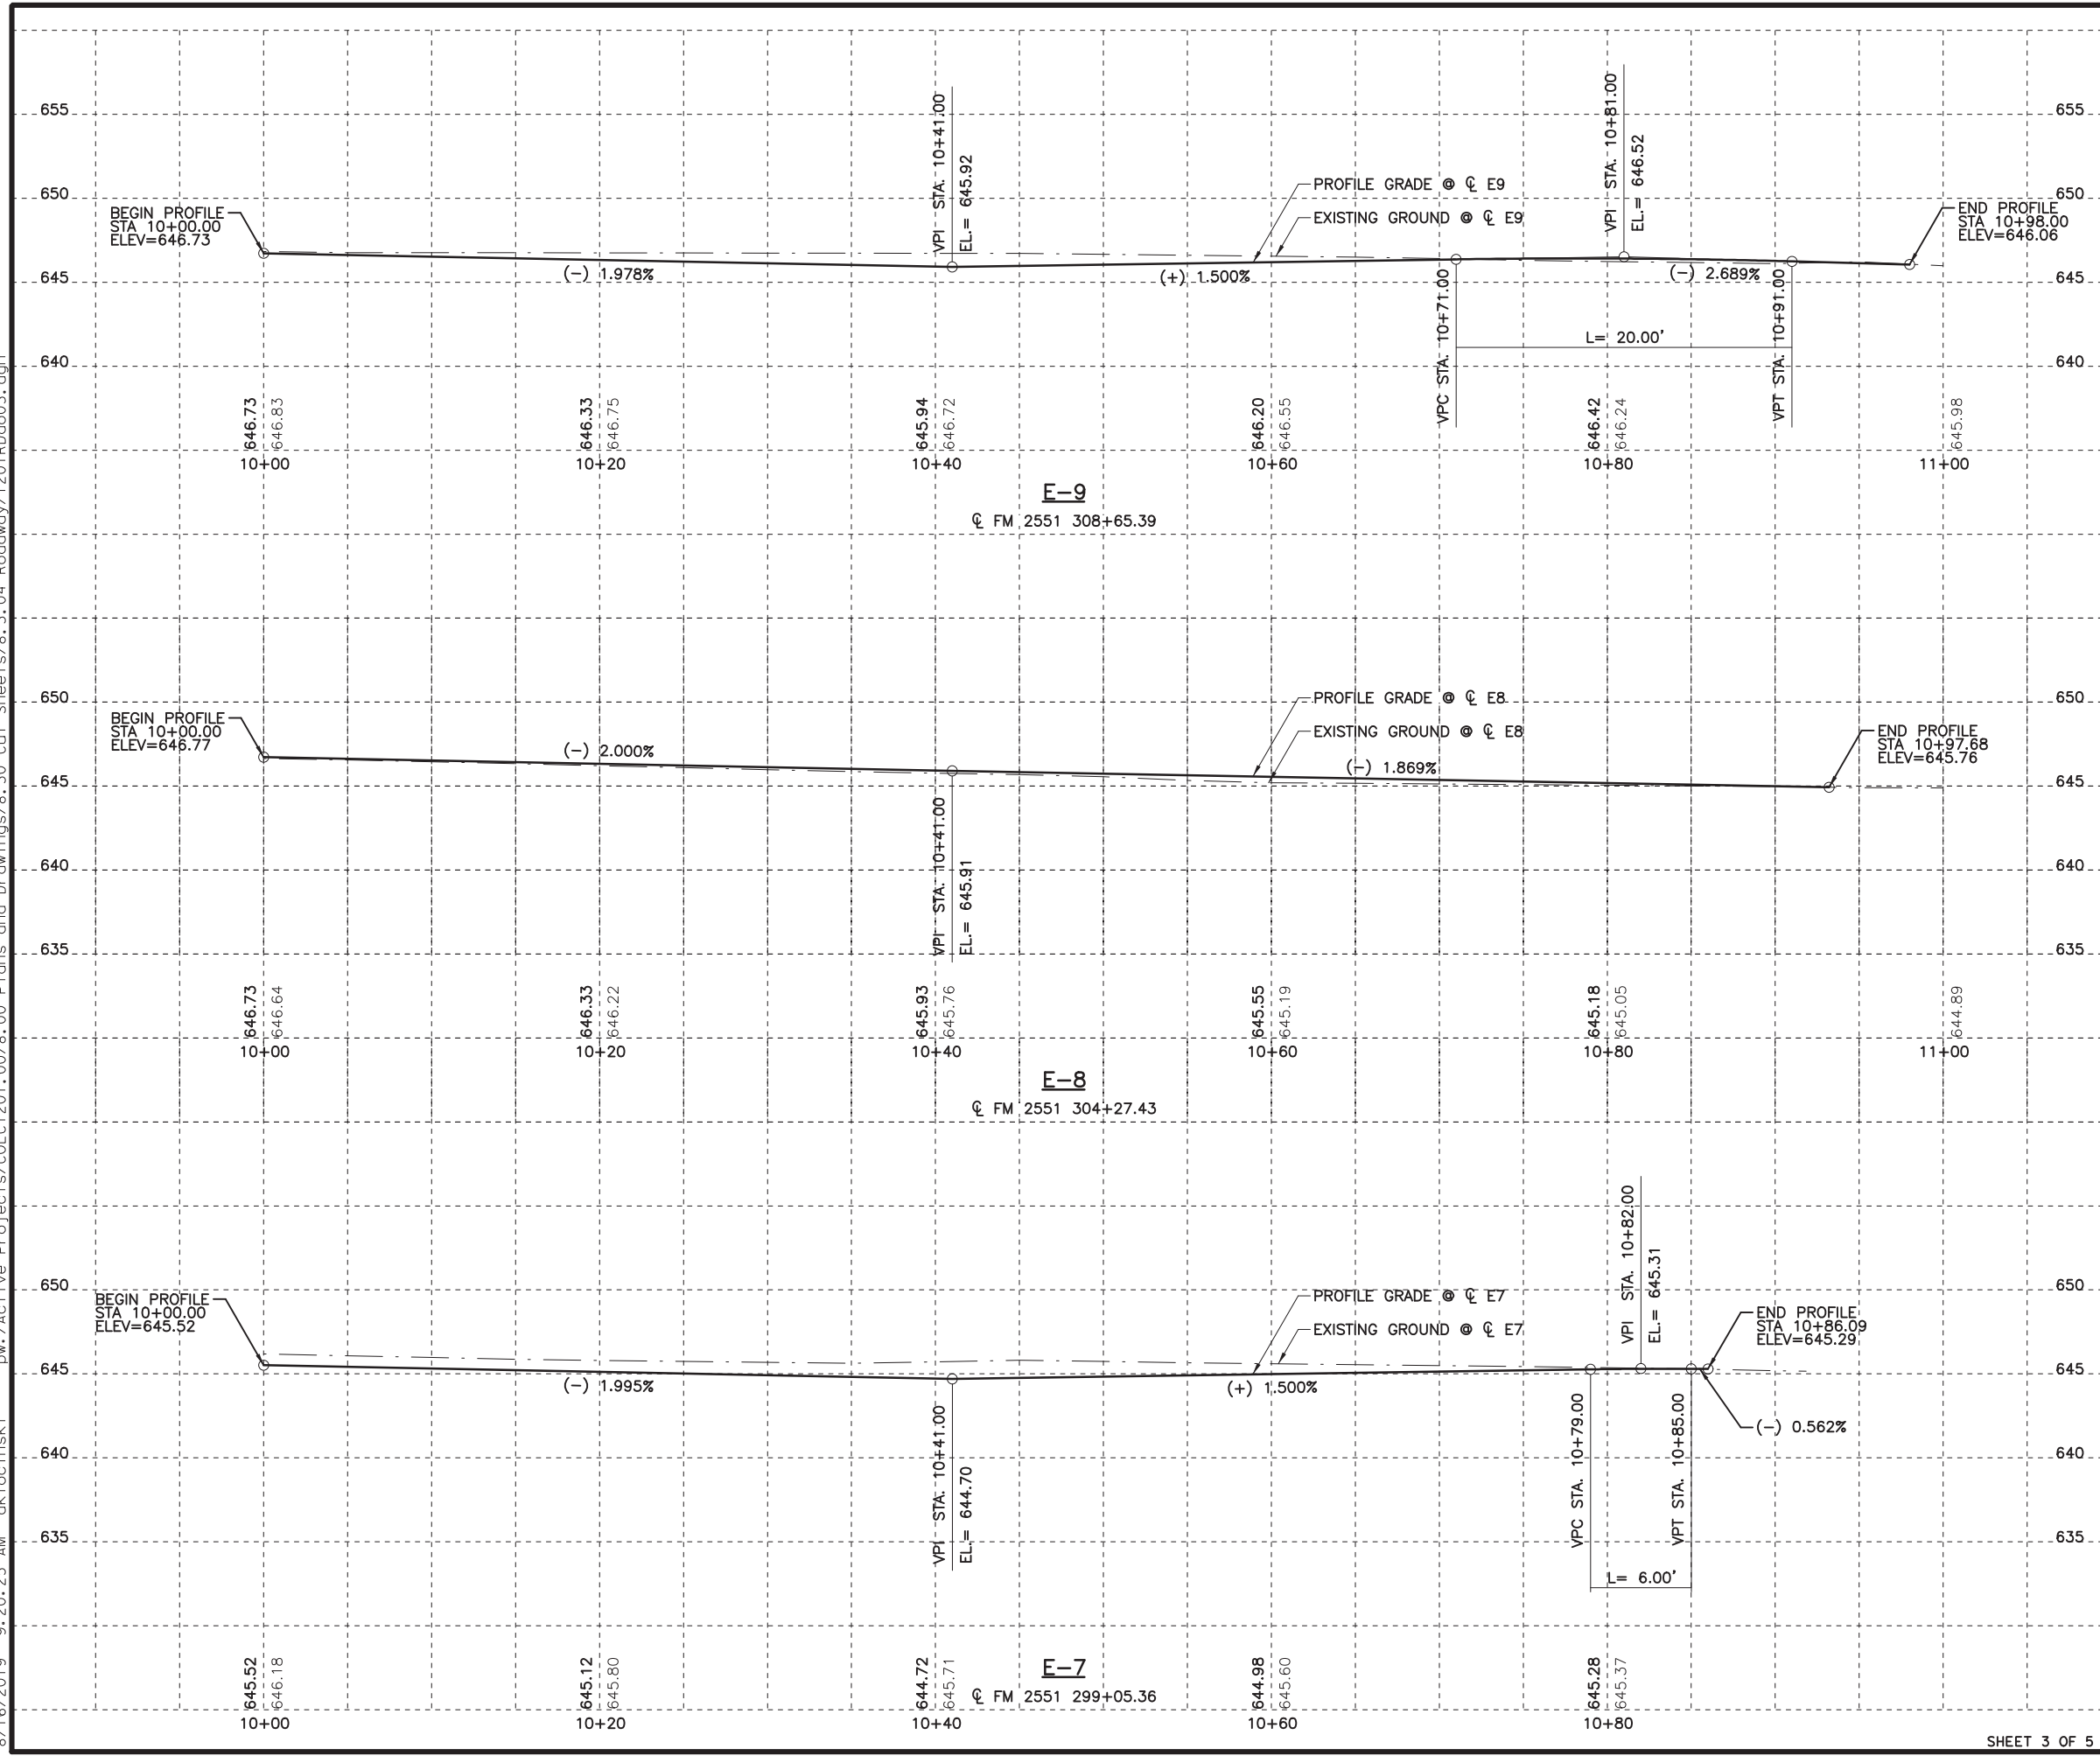 655
655
650
650
645
645
640
640
BEGIN PROFILE
STA 10+00.00
ELEV=646.73
VPI STA. 10+41.00
EL.= 645.92
PROFILE GRADE @ ℄ E9
EXISTING GROUND @ ℄ E9
VPI STA. 10+81.00
EL.= 646.52
END PROFILE
STA 10+98.00
ELEV=646.06
(-) 1.978%
(+) 1.500%
(-) 2.689%
VPC STA. 10+71.00
L= 20.00'
VPT STA. 10+91.00
646.73
646.83
646.33
646.75
645.94
646.72
646.20
646.55
646.42
646.24
645.98
10+00
10+20
10+40
10+60
10+80
11+00
E-9
℄ FM 2551 308+65.39
650
650
645
645
640
640
635
635
BEGIN PROFILE
STA 10+00.00
ELEV=646.77
(-) 2.000%
PROFILE GRADE @ ℄ E8
EXISTING GROUND @ ℄ E8
(-) 1.869%
END PROFILE
STA 10+97.68
ELEV=645.76
VPI STA. 10+41.00
EL.= 645.91
646.73
646.64
646.33
646.22
645.93
645.76
645.55
645.19
645.18
645.05
644.89
10+00
10+20
10+40
10+60
10+80
11+00
E-8
℄ FM 2551 304+27.43
650
650
645
645
640
640
635
635
BEGIN PROFILE
STA 10+00.00
ELEV=645.52
(-) 1.995%
VPI STA. 10+41.00
EL.= 644.70
PROFILE GRADE @ ℄ E7
EXISTING GROUND @ ℄ E7
(+) 1.500%
VPI STA. 10+82.00
EL.= 645.31
END PROFILE
STA 10+86.09
ELEV=645.29
(-) 0.562%
VPC STA. 10+79.00
VPT STA. 10+85.00
L= 6.00'
645.52
646.18
645.12
645.80
644.72
645.71
644.98
645.60
645.28
645.37
E-7
℄ FM 2551 299+05.36
10+00
10+20
10+40
10+60
10+80
SHEET 3 OF 5